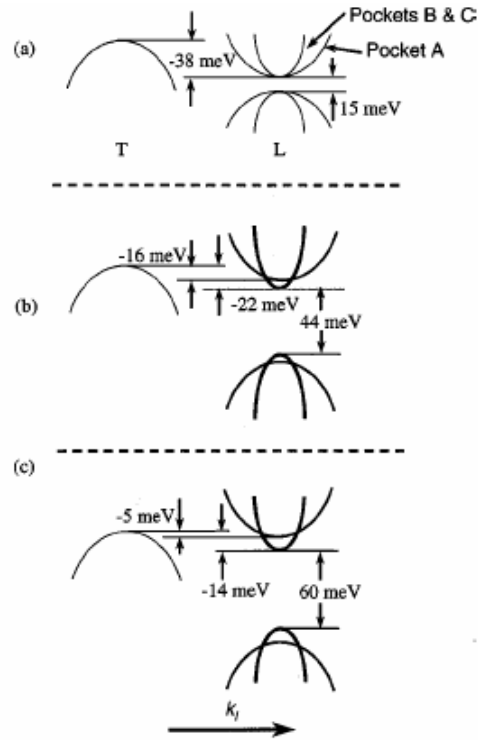 Pockets B & C
(a)
Pocket A
-38 meV
15 meV
T
L
-16 meV
(b)
-22 meV
44 meV
(c)
-5 meV
-14 meV
60 meV
k_l